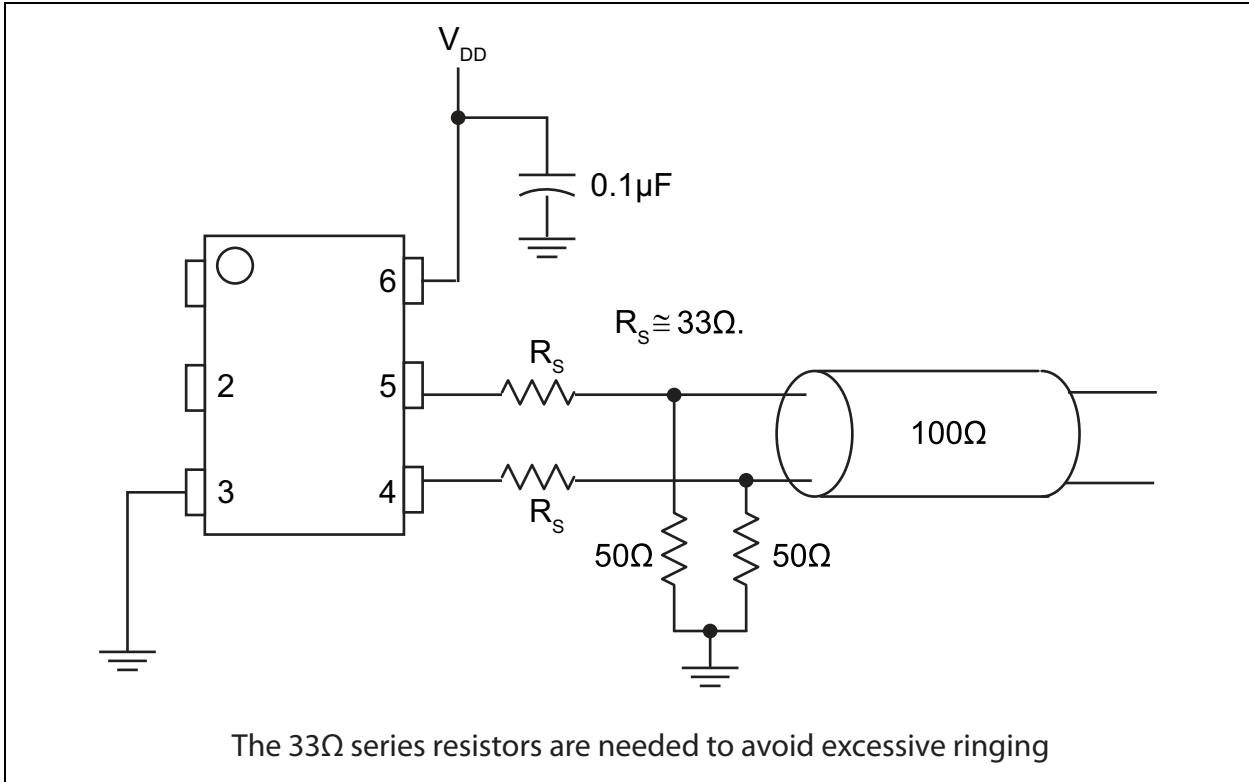 V_DD
0.1µF
6
R_S ≅ 33Ω.
R_S
2
5
100Ω
3
4
R_S
50Ω
50Ω
The 33Ω series resistors are needed to avoid excessive ringing